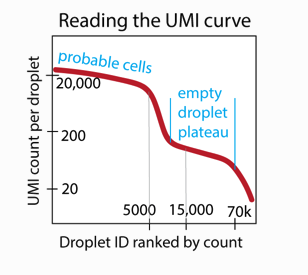 Reading the UMI curve
probable cells
20,000
empty
droplet
plateau
200
20
UMI count per droplet
5000 15,000 70k
Droplet ID ranked by count